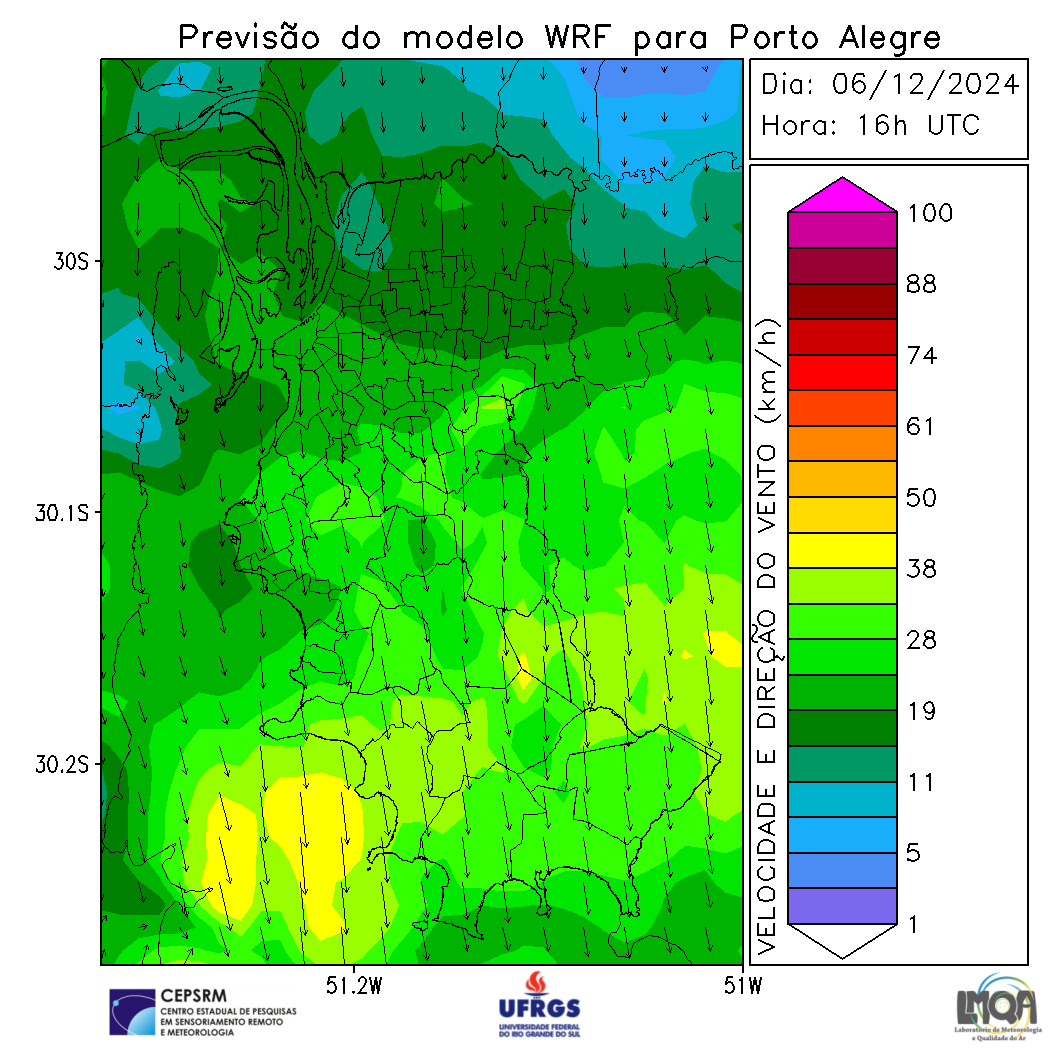 Previsão do modelo WRF para Porto Alegre
Dia: 06/12/2024
Hora: 16h UTC
30S
30.1S
30.2S
51.2W
51W
VELOCIDADE E DIREÇÃO DO VENTO (km/h)
100
88
74
61
50
38
28
19
11
5
1
CEPSRM
CENTRO ESTADUAL DE PESQUISAS
EM SENSORIAMENTO REMOTO
E METEOROLOGIA
UFRGS
UNIVERSIDADE FEDERAL
DO RIO GRANDE DO SUL
LMQA
Laboratório de Meteorologia
e Qualidade do Ar